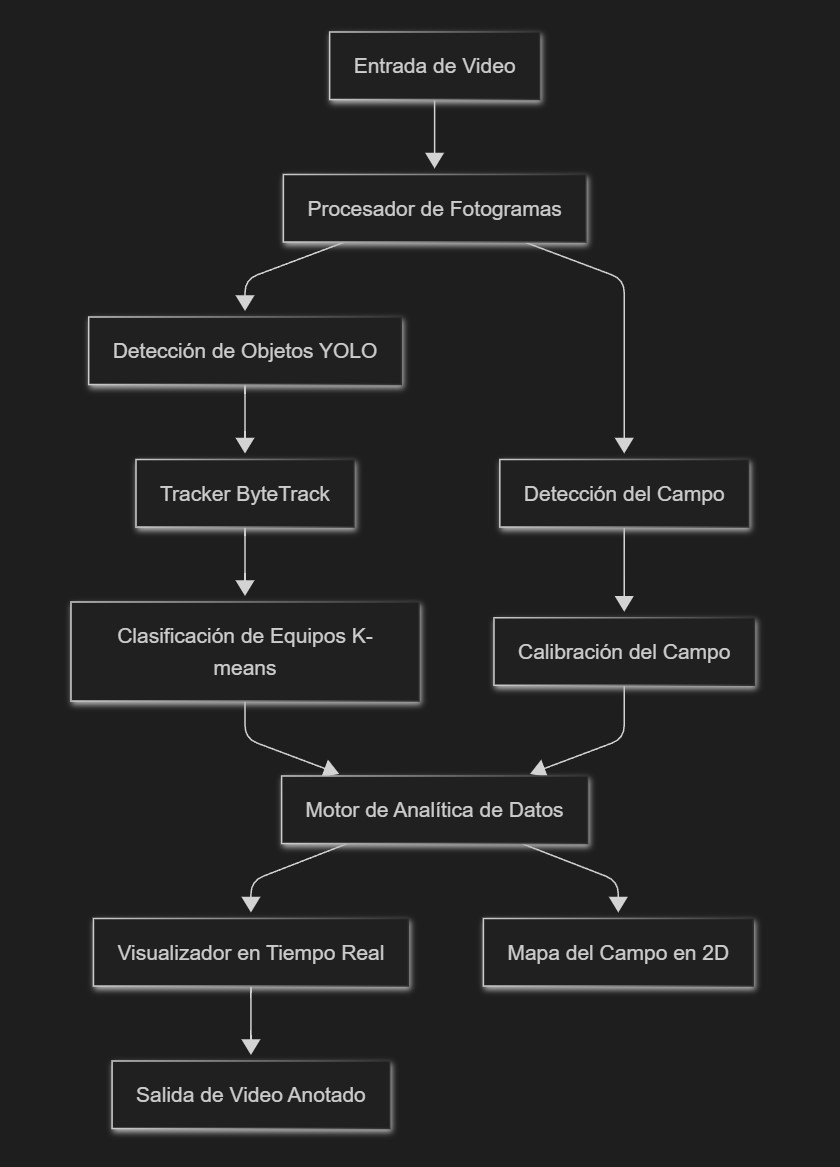 Entrada de Video
Procesador de Fotogramas
Detección de Objetos YOLO
Tracker ByteTrack
Detección del Campo
Clasificación de Equipos K-
means
Calibración del Campo
Motor de Analítica de Datos
Visualizador en Tiempo Real
Mapa del Campo en 2D
Salida de Video Anotado